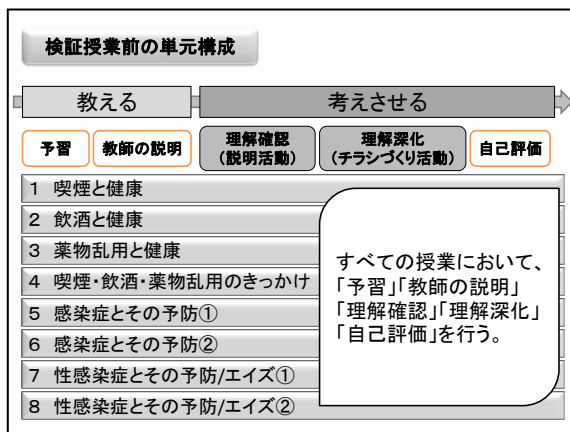 検証授業前の単元構成
教える
考えさせる
予習
教師の説明
理解確認
(説明活動)
理解深化
(チラシづくり活動)
自己評価
1 喫煙と健康
2 飲酒と健康
3 薬物乱用と健康
4 喫煙・飲酒・薬物乱用のきっかけ
5 感染症とその予防①
6 感染症とその予防②
7 性感染症とその予防/エイズ①
8 性感染症とその予防/エイズ②
すべての授業において、
「予習」「教師の説明」
「理解確認」「理解深化」
「自己評価」を行う。